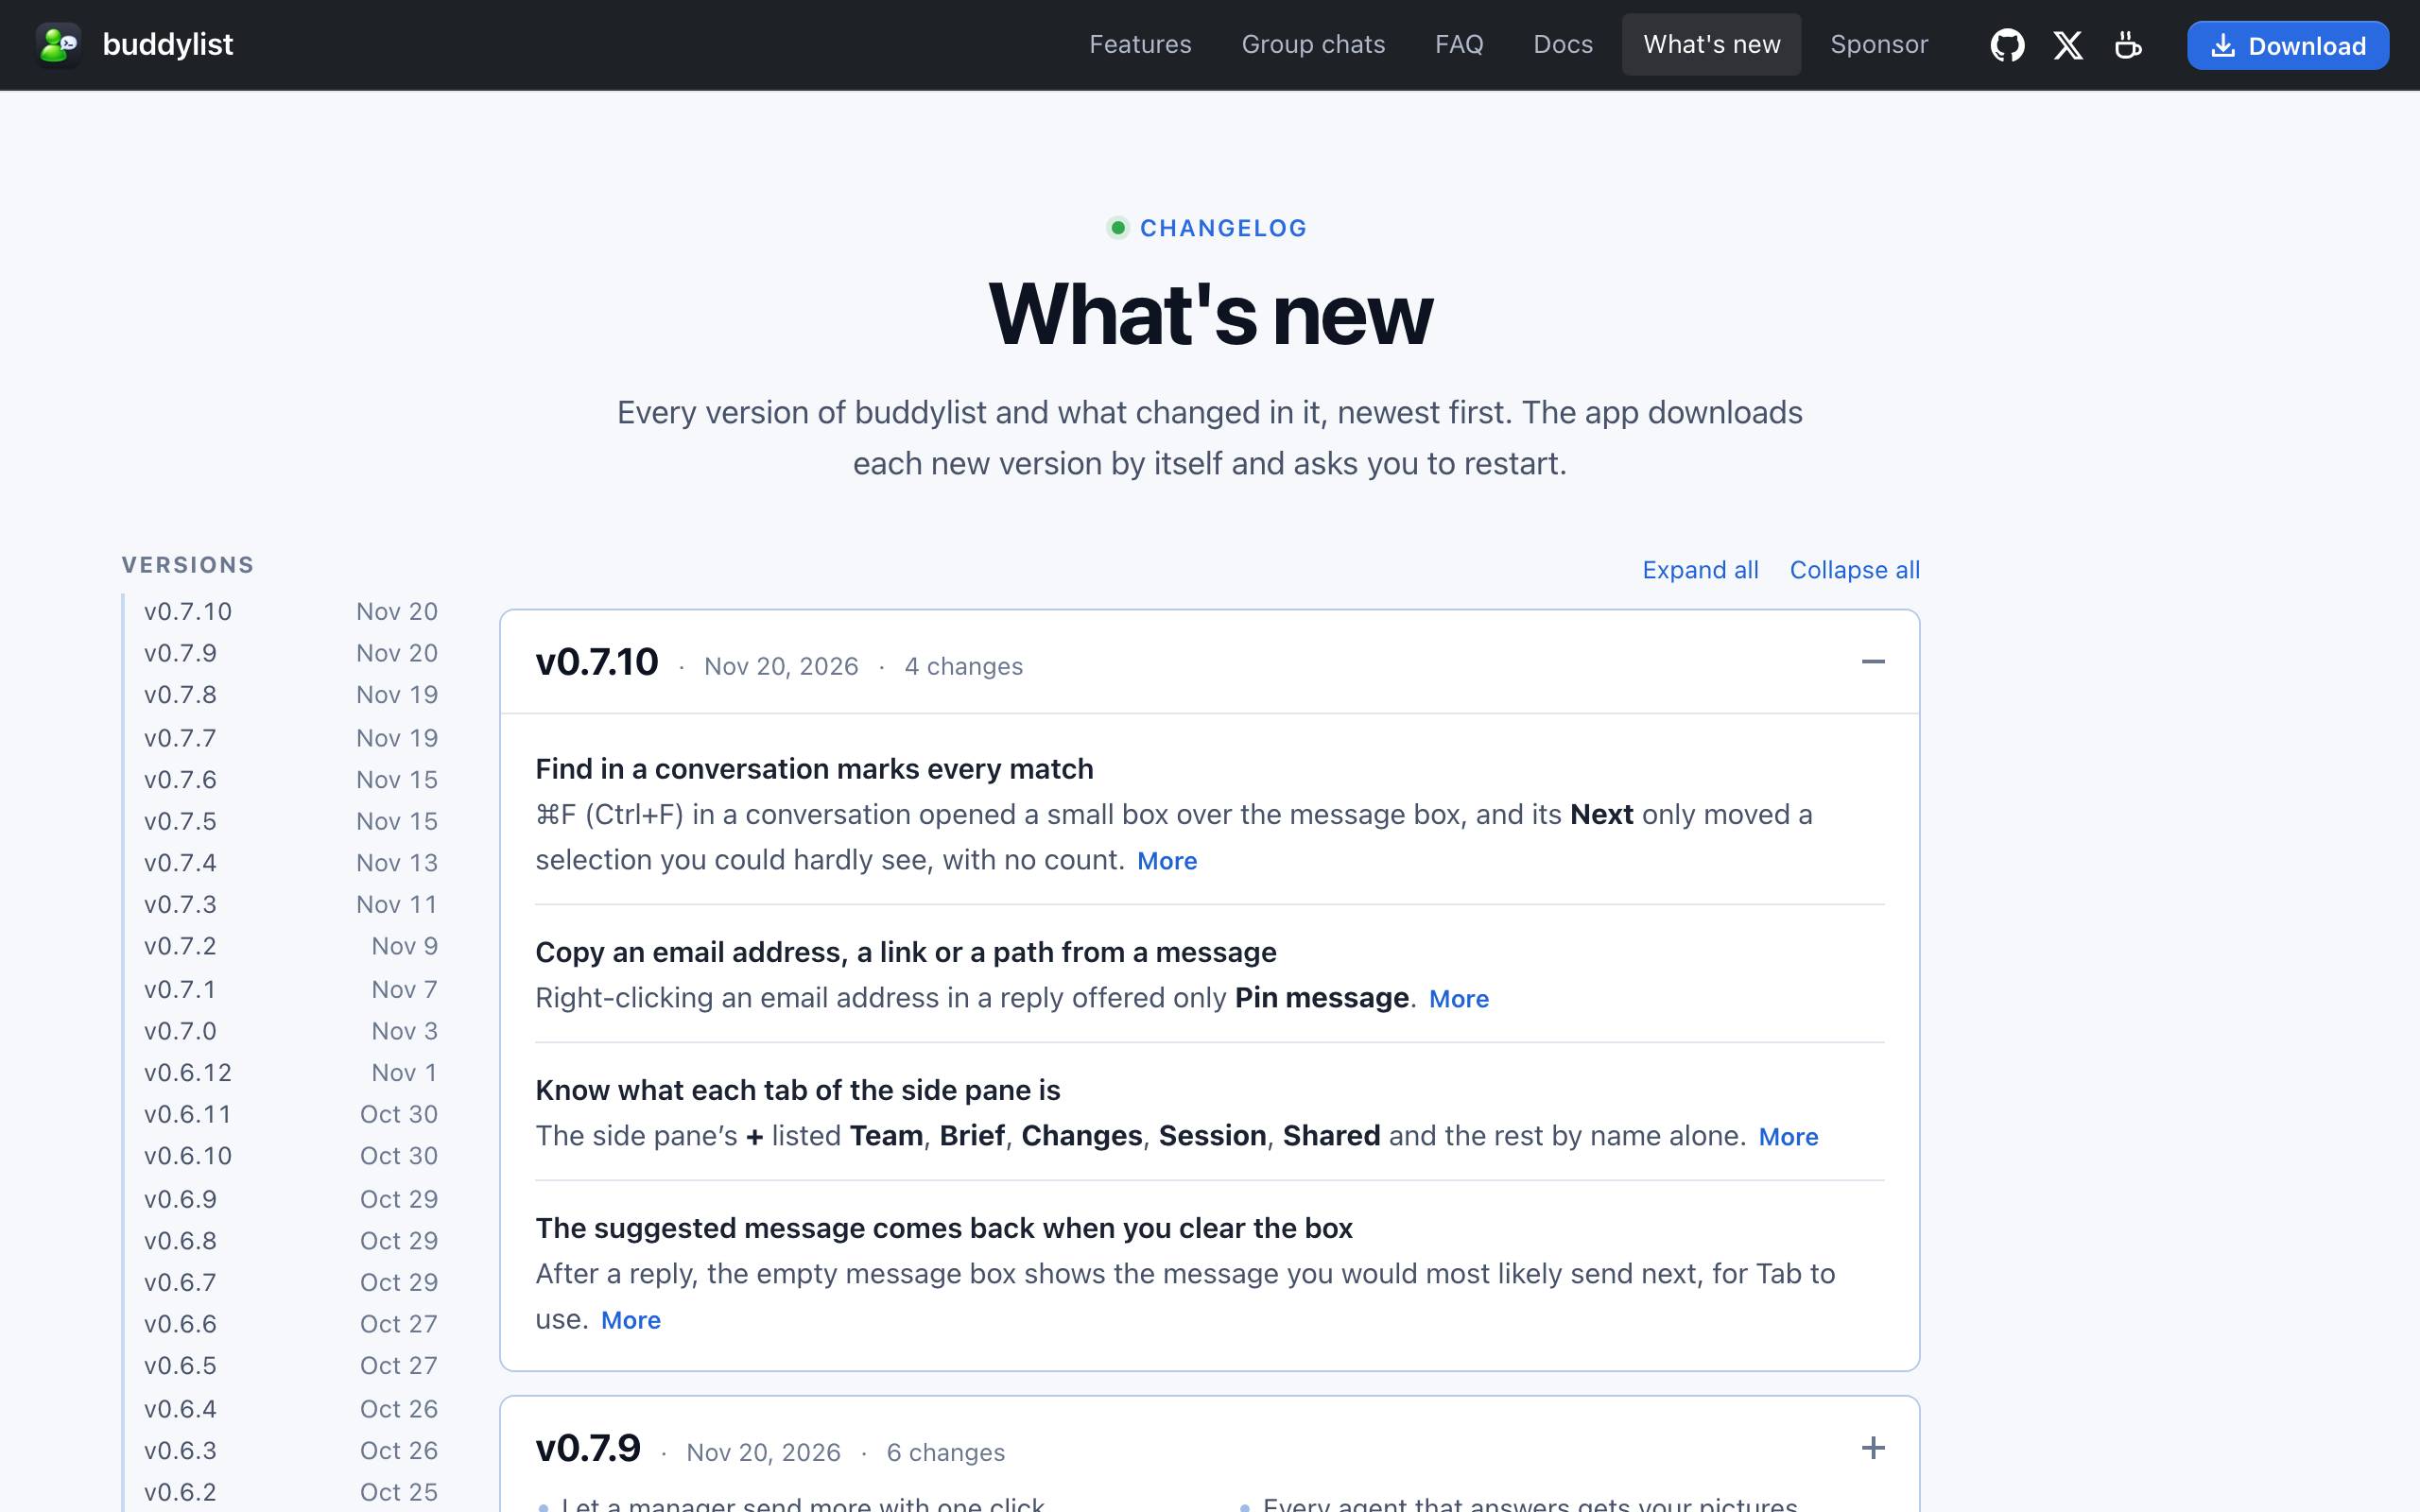 buddylist
Features Group chats FAQ Docs What's new Sponsor Download
CHANGELOG
What's new
Every version of buddylist and what changed in it, newest first. The app downloads
each new version by itself and asks you to restart.
VERSIONS
v0.7.10 Nov 20
v0.7.9 Nov 20
v0.7.8 Nov 19
v0.7.7 Nov 19
v0.7.6 Nov 15
v0.7.5 Nov 15
v0.7.4 Nov 13
v0.7.3 Nov 11
v0.7.2 Nov 9
v0.7.1 Nov 7
v0.7.0 Nov 3
v0.6.12 Nov 1
v0.6.11 Oct 30
v0.6.10 Oct 30
v0.6.9 Oct 29
v0.6.8 Oct 29
v0.6.7 Oct 29
v0.6.6 Oct 27
v0.6.5 Oct 27
v0.6.4 Oct 26
v0.6.3 Oct 26
v0.6.2 Oct 25
Expand all Collapse all
v0.7.10 · Nov 20, 2026 · 4 changes
Find in a conversation marks every match
⌘F (Ctrl+F) in a conversation opened a small box over the message box, and its Next only moved a
selection you could hardly see, with no count. More
Copy an email address, a link or a path from a message
Right-clicking an email address in a reply offered only Pin message. More
Know what each tab of the side pane is
The side pane’s + listed Team, Brief, Changes, Session, Shared and the rest by name alone. More
The suggested message comes back when you clear the box
After a reply, the empty message box shows the message you would most likely send next, for Tab to
use. More
v0.7.9 · Nov 20, 2026 · 6 changes
Let a manager send more with one click
Every agent that answers gets your pictures